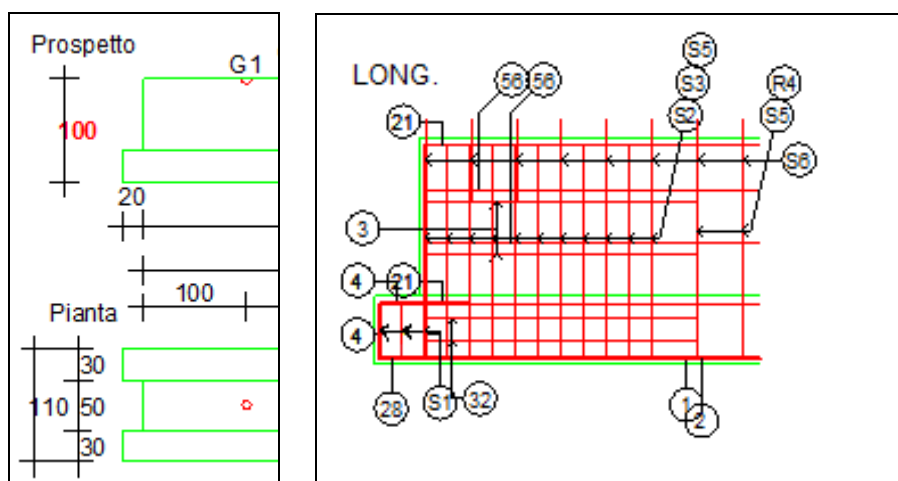 Prospetto
G1
100
20
100
Pianta
30
110 50
30
LONG.
S5
56 56 S3 R4
21 S2 S5
S6
3
4 21
4
28 S1 32 1 2